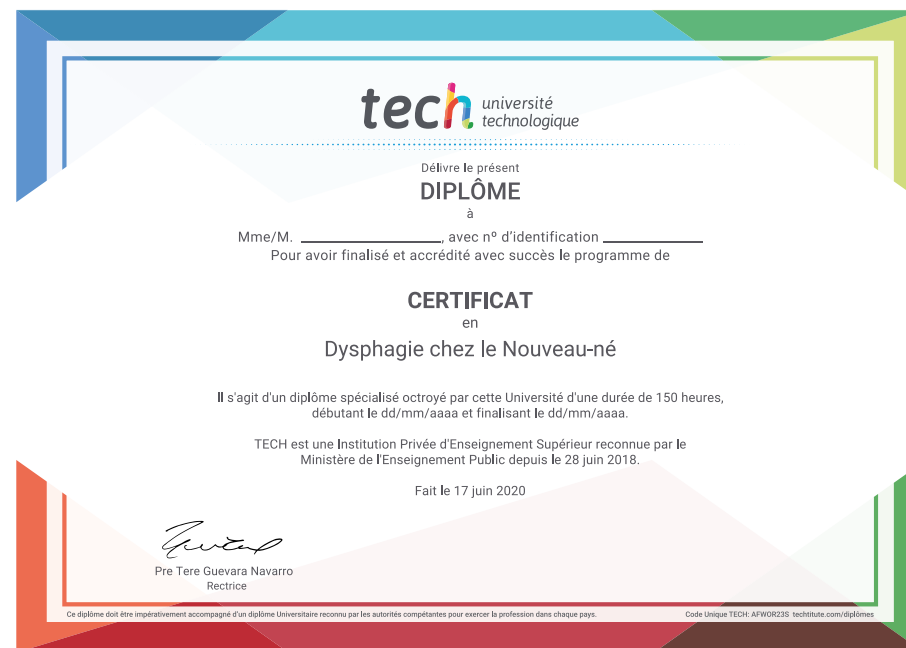 tech université
technologique
Délivre le présent
DIPLÔME
à
Mme/M. ____________________, avec nº d'identification ______________
Pour avoir finalisé et accrédité avec succès le programme de
CERTIFICAT
en
Dysphagie chez le Nouveau-né
Il s'agit d'un diplôme spécialisé octroyé par cette Université d'une durée de 150 heures,
débutant le dd/mm/aaaa et finalisant le dd/mm/aaaa.
TECH est une Institution Privée d'Enseignement Supérieur reconnue par le
Ministère de l'Enseignement Public depuis le 28 juin 2018.
Fait le 17 juin 2020
Pre Tere Guevara Navarro
Rectrice
Ce diplôme doit être impérativement accompagné d'un diplôme Universitaire reconnu par les autorités compétentes pour exercer la profession dans chaque pays.
Code Unique TECH: AFWOR23S techtitute.com/diplômes